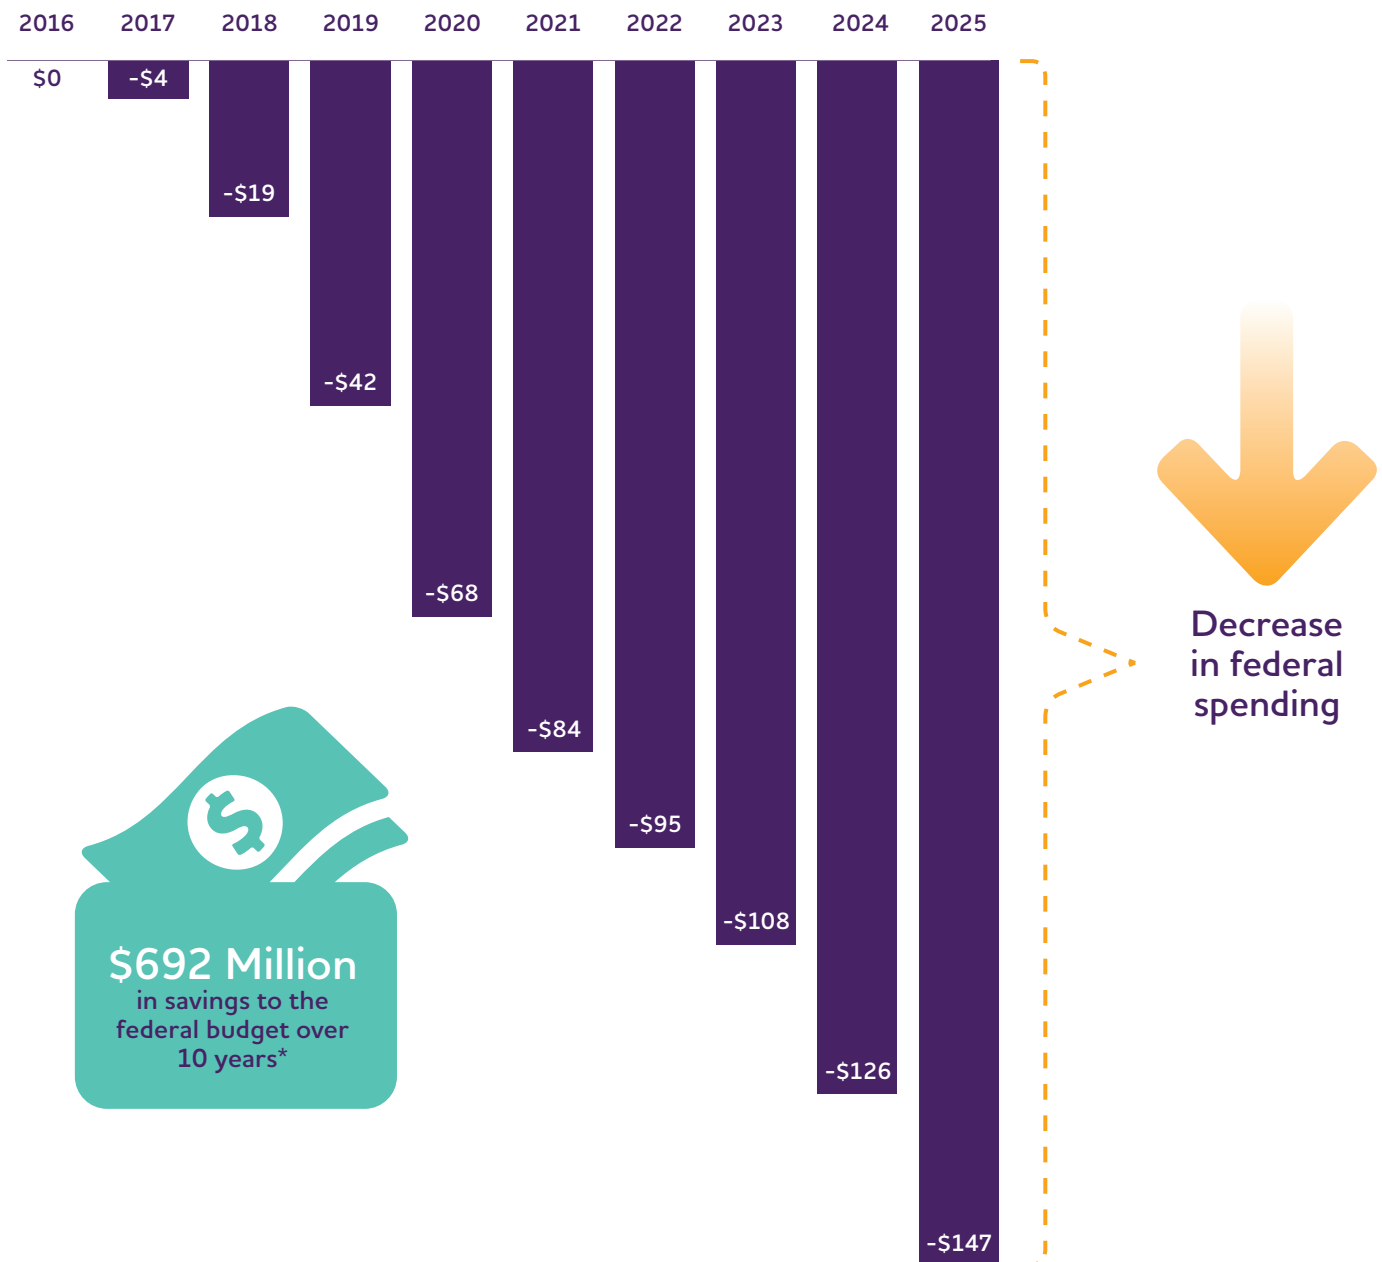 2016 2017 2018 2019 2020 2021 2022 2023 2024 2025
$0 -$4
-$19
-$42
-$68
-$84
-$95
-$108
-$126
-$147
Decrease
in federal
spending
$692 Million
in savings to the
federal budget over
10 years*